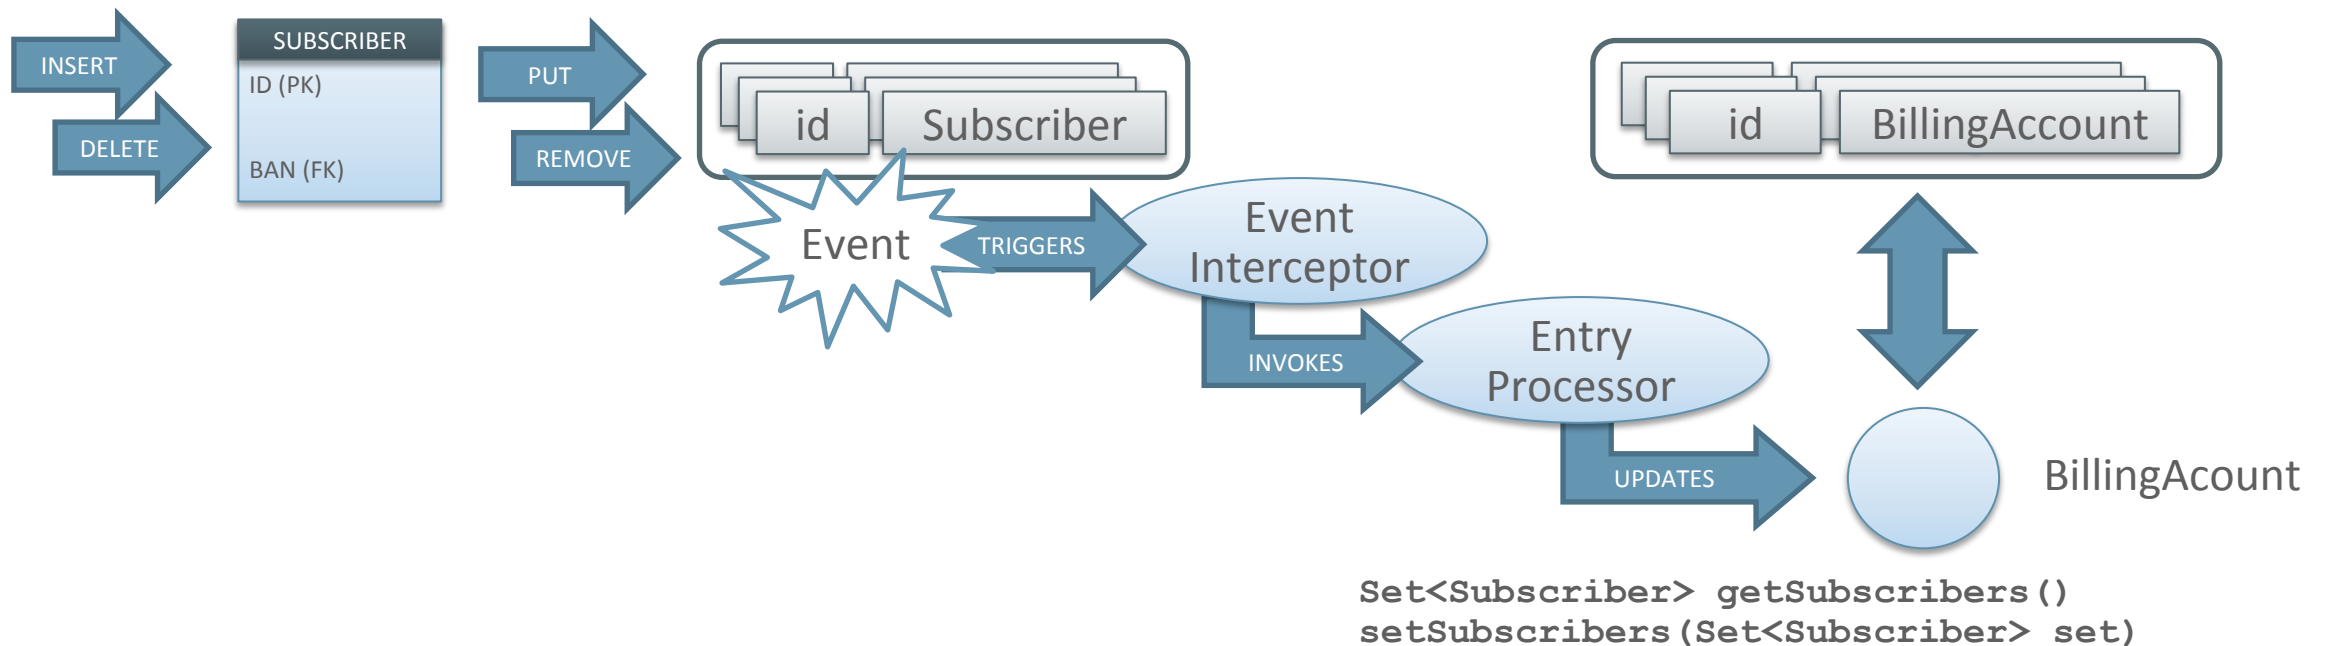 INSERT
DELETE
SUBSCRIBER
ID (PK)
BAN (FK)
PUT
REMOVE
id
Subscriber
Event
TRIGGERS
Event
Interceptor
INVOKES
Entry
Processor
UPDATES
id
BillingAccount
BillingAcount
Set<Subscriber> getSubscribers()
setSubscribers(Set<Subscriber> set)